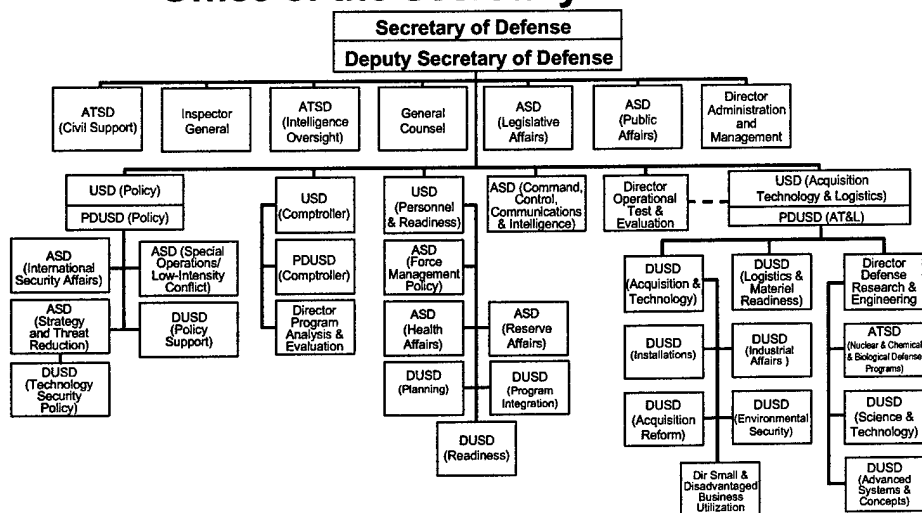 Office of the Secretary
Secretary of Defense
Deputy Secretary of Defense
ATSD
(Civil Support)
Inspector
General
ATSD
(Intelligence
Oversight)
General
Counsel
ASD
(Legislative
Affairs)
ASD
(Public
Affairs)
Director
Administration
and
Management
USD (Policy)
PDUSD (Policy)
USD
(Comptroller)
USD
(Personnel
& Readiness)
ASD (Command,
Control,
Communications
& Intelligence)
Director
Operational
Test &
Evaluation
USD (Acquisition
Technology & Logistics)
PDUSD (AT&L)
ASD
(International
Security Affairs)
ASD (Special
Operations/
Low-Intensity
Conflict)
ASD
(Strategy
and Threat
Reduction)
DUSD
(Policy
Support)
DUSD
(Technology
Security
Policy)
PDUSD
(Comptroller)
Director
Program
Analysis &
Evaluation
ASD
(Force
Management
Policy)
ASD
(Health
Affairs)
ASD
(Reserve
Affairs)
DUSD
(Planning)
DUSD
(Program
Integration)
DUSD
(Readiness)
DUSD
(Acquisition &
Technology)
DUSD
(Logistics &
Materiel
Readiness)
Director
Defense
Research &
Engineering
DUSD
(Installations)
DUSD
(Industrial
Affairs )
ATSD
(Nuclear & Chemical
& Biological Defense
Programs)
DUSD
(Acquisition
Reform)
DUSD
(Environmental
Security)
DUSD
(Science &
Technology)
Dir Small &
Disadvantaged
Business
Utilization
DUSD
(Advanced
Systems &
Concepts)